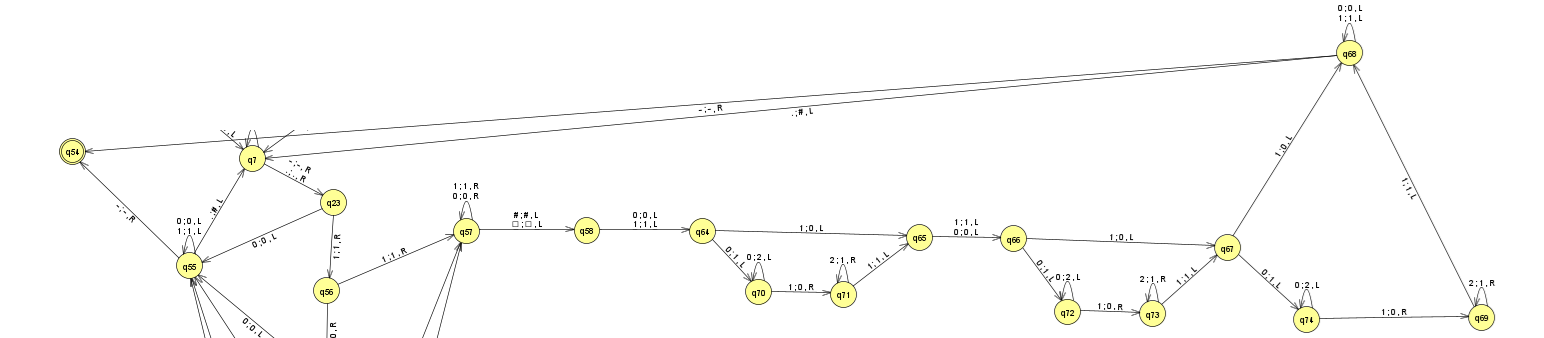 0;0,L
1;1,L
q68
-;-,R
.;#,L
;,L
q54
q7
-;-,R
.;.,R
-;-,R
.;#,L
q23
1;1,R
0;0,R
#;#,L
□;□,L
0;0,L
1;1,L
0;0,L
1;1,L
q57
q58
q64
1;0,L
q65
1;1,L
0;0,L
q66
1;0,L
q67
1;0,L
1;1,L
0;0,L
1;1,R
1;1,R
q55
0;1,L
0;2,L
2;1,R
1;1,L
0;1,L
0;2,L
2;1,R
1;1,L
0;1,L
0;2,L
2;1,R
q56
q70
1;0,R
q71
q72
1;0,R
q73
q74
1;0,R
q69
0;0,L
0,R